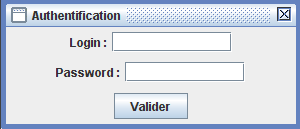 Authentification
Login :
Password :
Valider